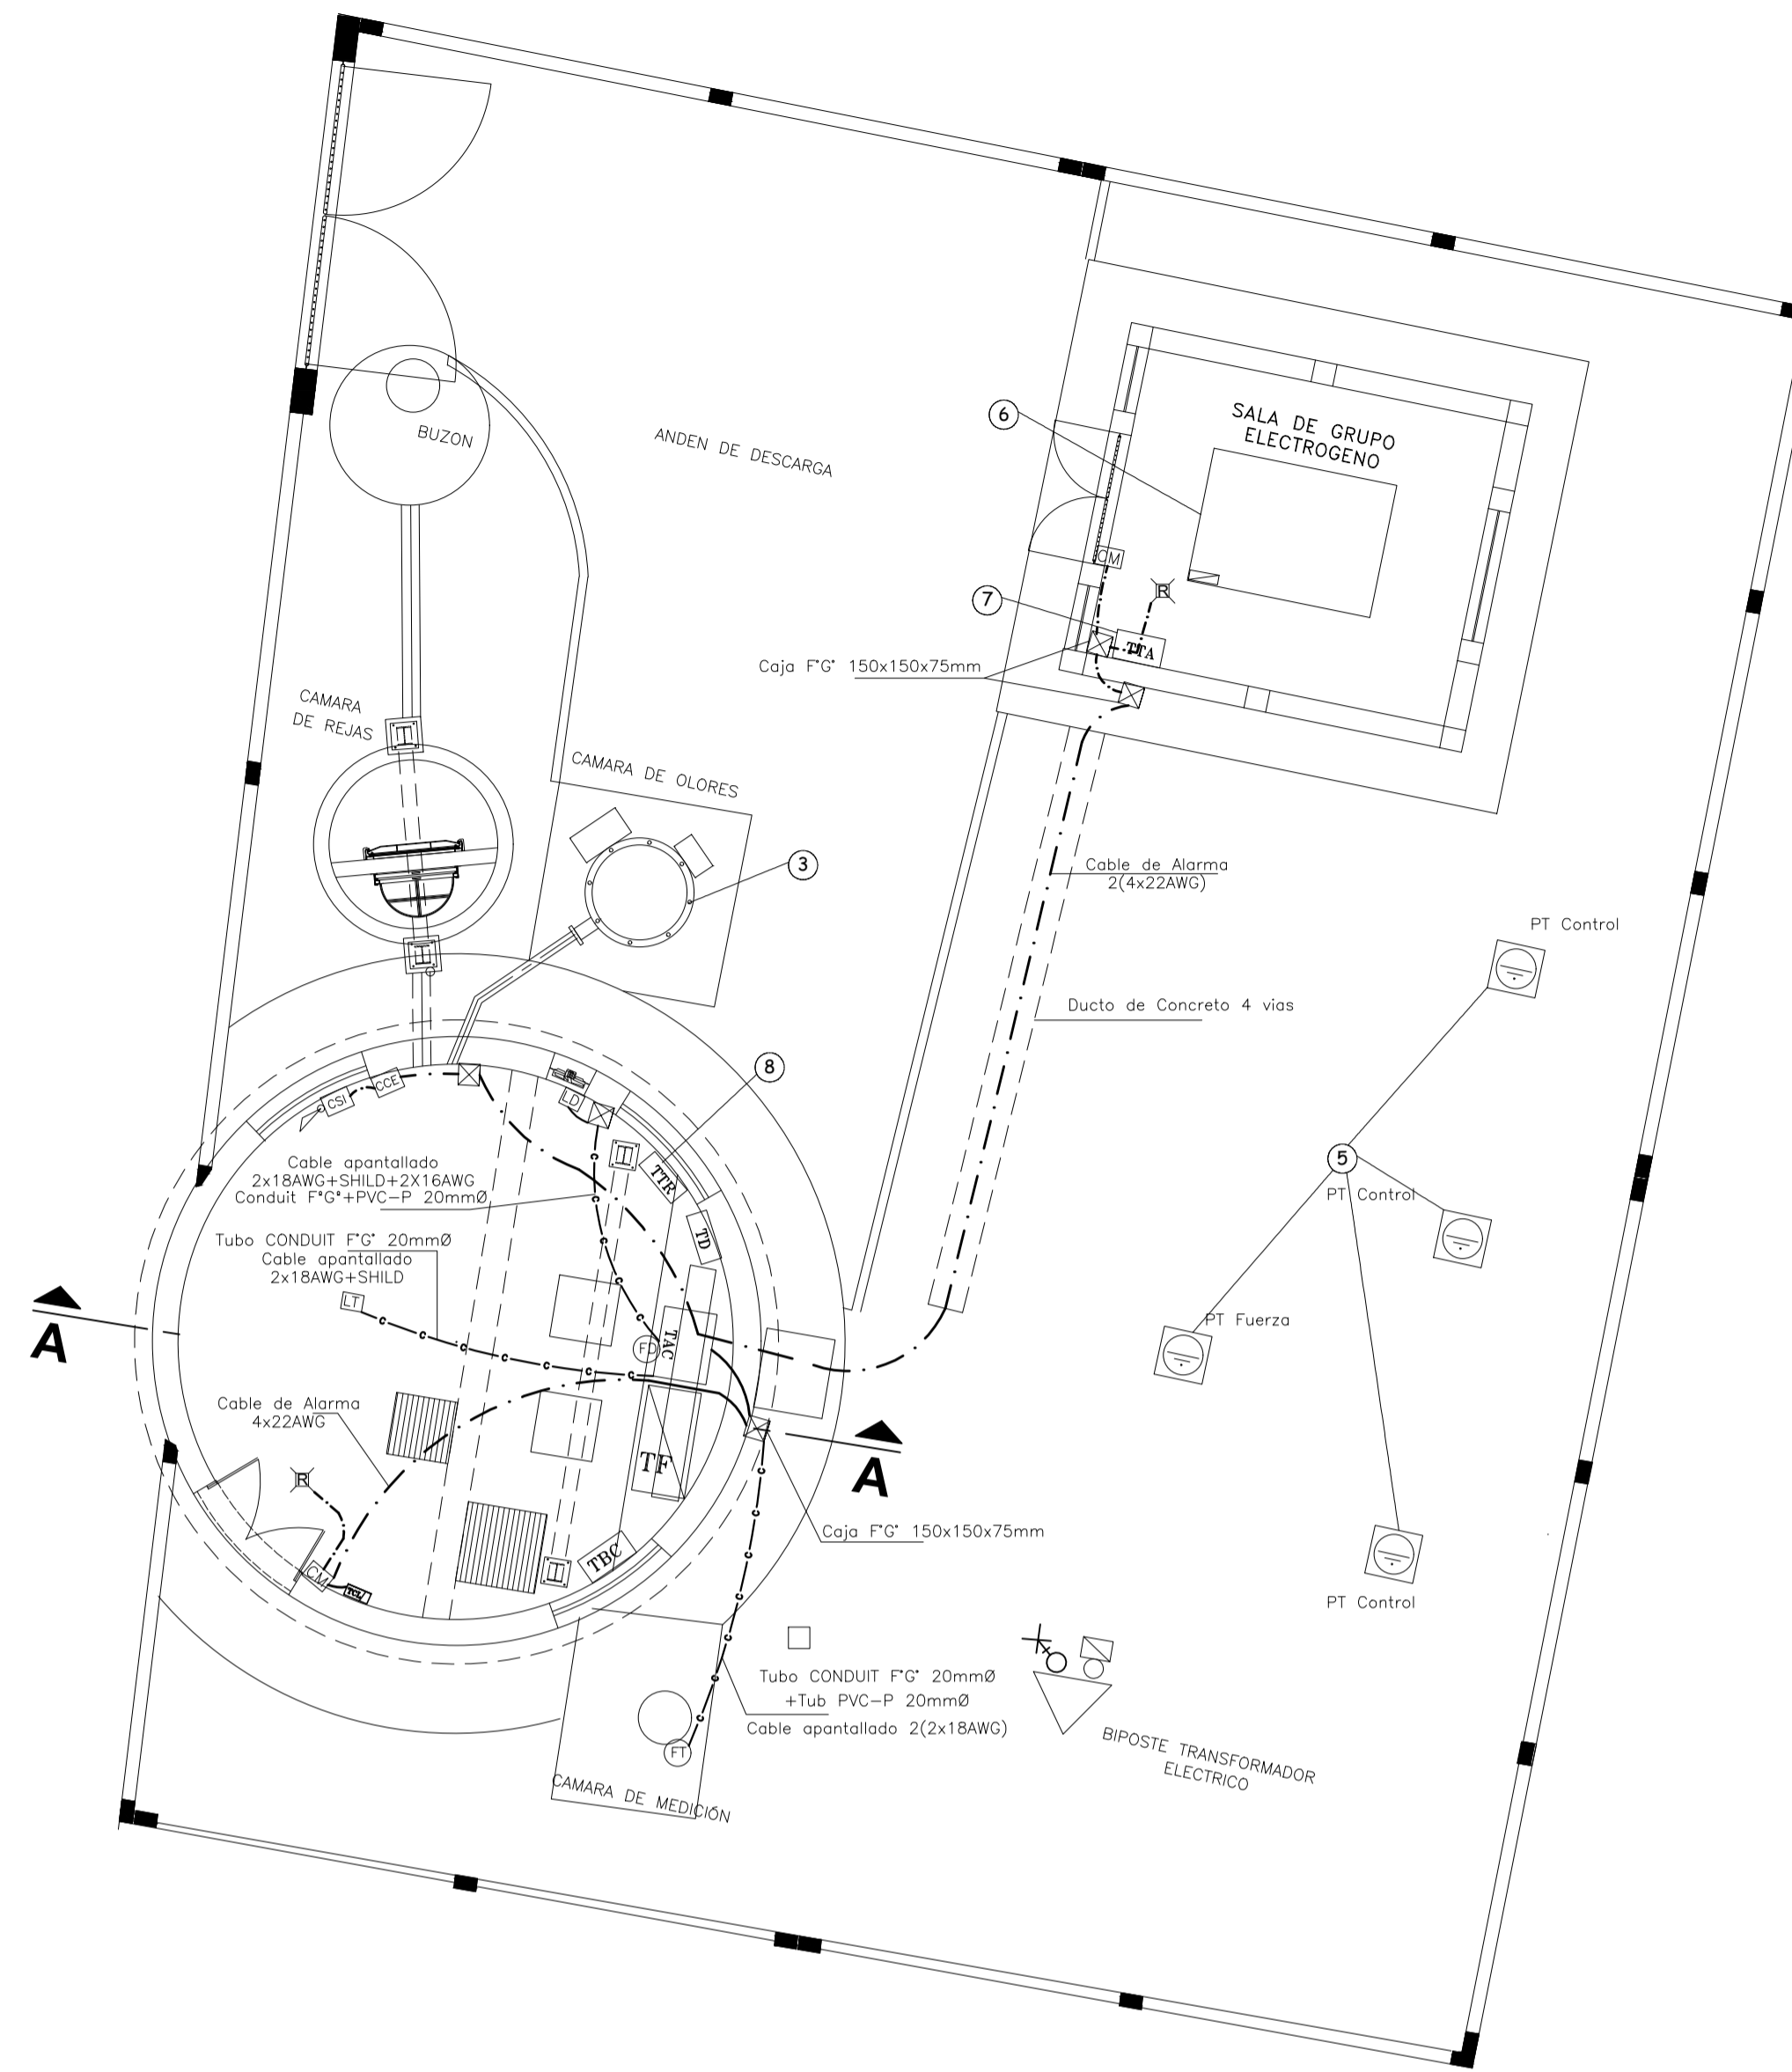 BUZON
ANDEN DE DESCARGA
6
SALA DE GRUPO
ELECTROGENO
CM
R
7
TTA
Caja F°G° 150x150x75mm
CAMARA
DE REJAS
CAMARA DE OLORES
3
Cable de Alarma
2(4x22AWG)
PT Control
Ducto de Concreto 4 vias
8
CCE
CSI
LD
Cable apantallado
2x18AWG+SHILD+2X16AWG
Conduit F°G°+PVC-P 20mmØ
TTR
5
PT Control
TD
Tubo CONDUIT F°G° 20mmØ
Cable apantallado
2x18AWG+SHILD
LT
A
FD
TAC
PT Fuerza
Cable de Alarma
4x22AWG
TF
A
R
Caja F°G° 150x150x75mm
TBC
CM
TCL
PT Control
Tubo CONDUIT F°G° 20mmØ
+Tub PVC-P 20mmØ
Cable apantallado 2(2x18AWG)
FT
BIPOSTE TRANSFORMADOR
ELECTRICO
CAMARA DE MEDICIÓN
c c c c c c c c c c c c c c c c c c c c c